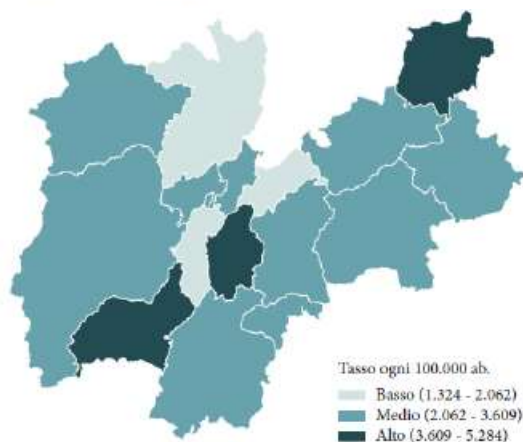 Tasso ogni 100.000 ab.
Basso (1.324 - 2.062)
Medio (2.062 - 3.609)
Alto (3.609 - 5.284)